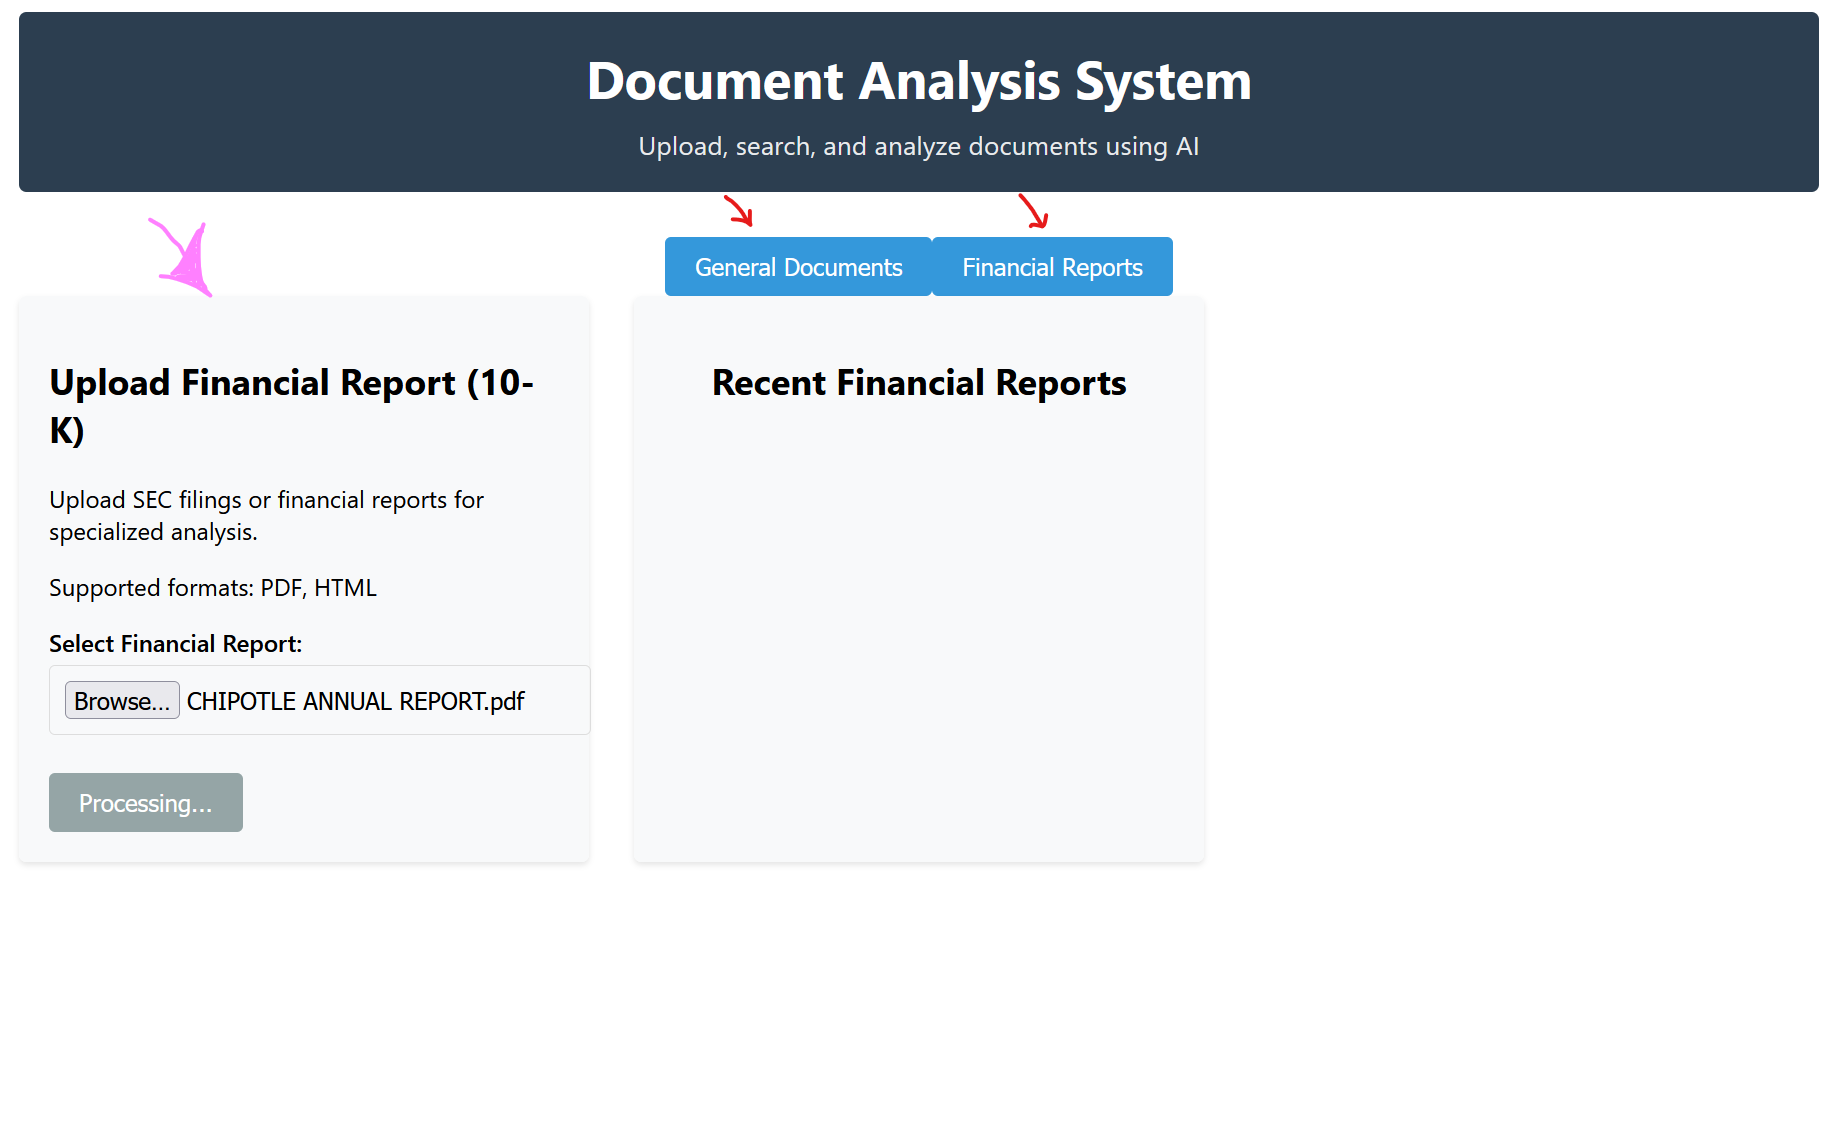 Document Analysis System
Upload, search, and analyze documents using AI
General Documents
Financial Reports
Upload Financial Report (10-
K)
Upload SEC filings or financial reports for
specialized analysis.
Supported formats: PDF, HTML
Select Financial Report:
Browse... CHIPOTLE ANNUAL REPORT.pdf
Processing...
Recent Financial Reports